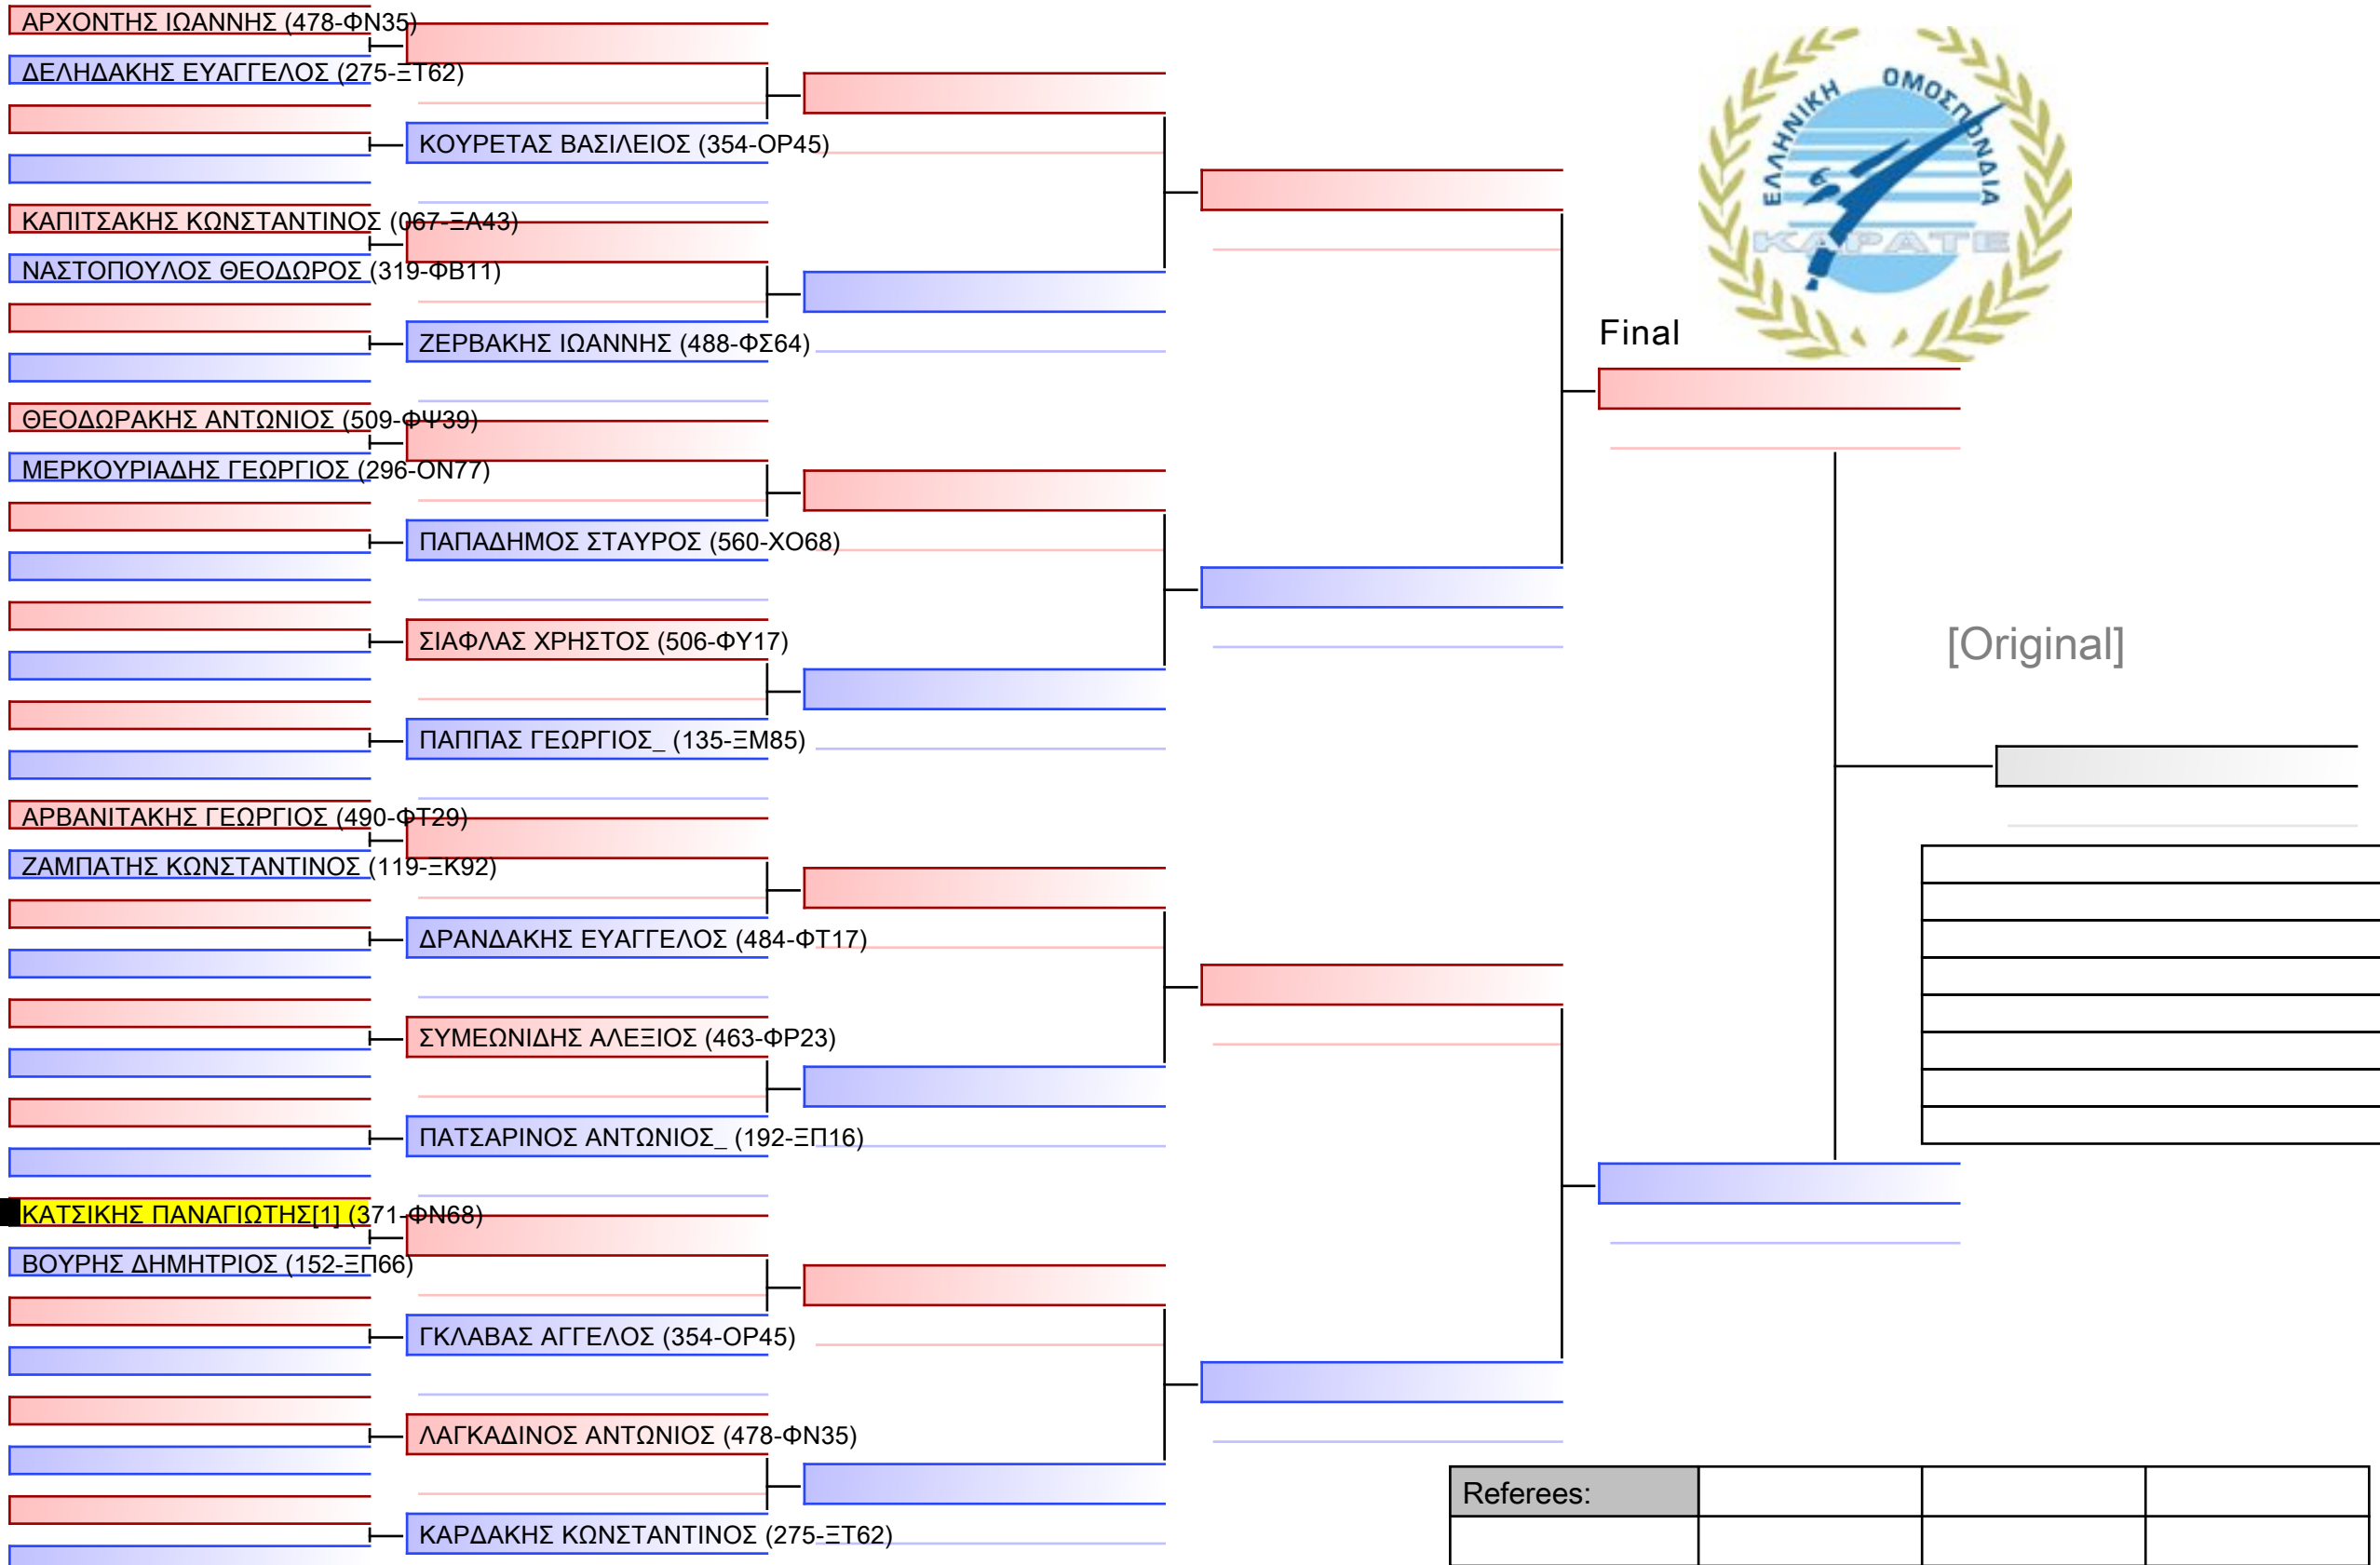 ΑΡΧΟΝΤΗΣ ΙΩΑΝΝΗΣ (478-ΦΝ35)
ΔΕΛΗΔΑΚΗΣ ΕΥΑΓΓΕΛΟΣ (275-ΞΤ62)
ΚΟΥΡΕΤΑΣ ΒΑΣΙΛΕΙΟΣ (354-ΟΡ45)
ΚΑΠΙΤΣΑΚΗΣ ΚΩΝΣΤΑΝΤΙΝΟΣ (067-ΞΑ43)
ΝΑΣΤΟΠΟΥΛΟΣ ΘΕΟΔΩΡΟΣ (319-ΦΒ11)
ΖΕΡΒΑΚΗΣ ΙΩΑΝΝΗΣ (488-ΦΣ64)
ΕΛΛΗΝΙΚΗ ΟΜΟΣΠΟΝΔΙΑ
ΚΑΡΑΤΕ
Final
ΘΕΟΔΩΡΑΚΗΣ ΑΝΤΩΝΙΟΣ (509-ΦΨ39)
ΜΕΡΚΟΥΡΙΑΔΗΣ ΓΕΩΡΓΙΟΣ (296-ΟΝ77)
ΠΑΠΑΔΗΜΟΣ ΣΤΑΥΡΟΣ (560-ΧΟ68)
ΣΙΑΦΛΑΣ ΧΡΗΣΤΟΣ (506-ΦΥ17)
[Original]
ΠΑΠΠΑΣ ΓΕΩΡΓΙΟΣ_ (135-ΞΜ85)
ΑΡΒΑΝΙΤΑΚΗΣ ΓΕΩΡΓΙΟΣ (490-ΦΤ29)
ΖΑΜΠΑΤΗΣ ΚΩΝΣΤΑΝΤΙΝΟΣ (119-ΞΚ92)
ΔΡΑΝΔΑΚΗΣ ΕΥΑΓΓΕΛΟΣ (484-ΦΤ17)
ΣΥΜΕΩΝΙΔΗΣ ΑΛΕΞΙΟΣ (463-ΦΡ23)
ΠΑΤΣΑΡΙΝΟΣ ΑΝΤΩΝΙΟΣ_ (192-ΞΠ16)
ΚΑΤΣΙΚΗΣ ΠΑΝΑΓΙΩΤΗΣ[1] (371-ΦΝ68)
ΒΟΥΡΗΣ ΔΗΜΗΤΡΙΟΣ (152-ΞΠ66)
ΓΚΛΑΒΑΣ ΑΓΓΕΛΟΣ (354-ΟΡ45)
ΛΑΓΚΑΔΙΝΟΣ ΑΝΤΩΝΙΟΣ (478-ΦΝ35)
Referees:
ΚΑΡΔΑΚΗΣ ΚΩΝΣΤΑΝΤΙΝΟΣ (275-ΞΤ62)